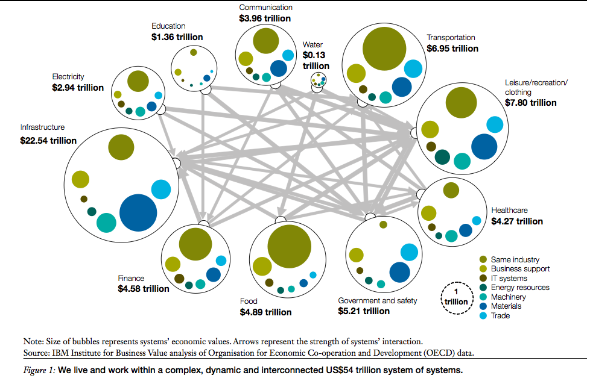 Communication
$3.96 trillion
Education
$1.36 trillion
Water
$0.13
trillion
Transportation
$6.95 trillion
Electricity
$2.94 trillion
Leisure/recreation/
clothing
$7.80 trillion
Infrastructure
$22.54 trillion
Healthcare
$4.27 trillion
Finance
$4.58 trillion
Food
$4.89 trillion
Government and safety
$5.21 trillion
1
trillion
Same industry
Business support
IT systems
Energy resources
Machinery
Materials
Trade
Note: Size of bubbles represents systems' economic values. Arrows represent the strength of systems' interaction.
Source: IBM Institute for Business Value analysis of Organisation for Economic Co-operation and Development (OECD) data.
Figure 1: We live and work within a complex, dynamic and interconnected US$54 trillion system of systems.